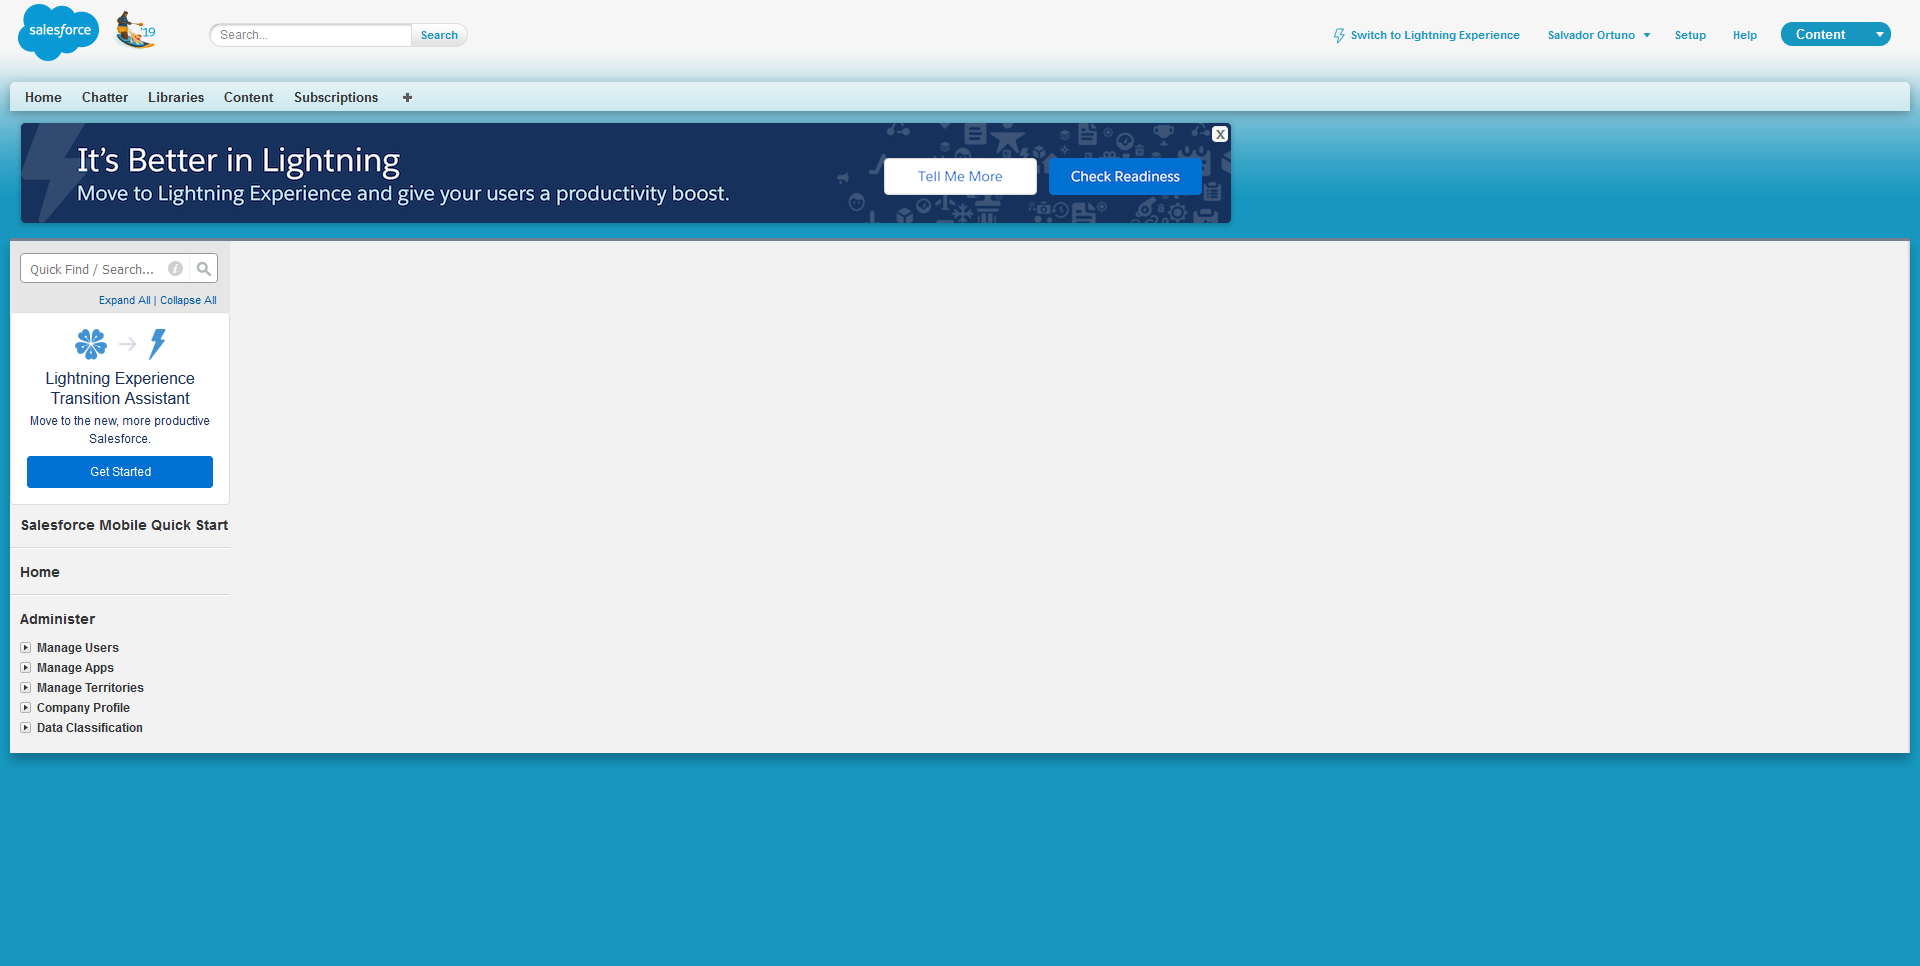 salesforce
'19
Search...
Search
Switch to Lightning Experience
Salvador Ortuno
Setup
Help
Content
Home
Chatter
Libraries
Content
Subscriptions
It's Better in Lightning
Move to Lightning Experience and give your users a productivity boost.
Tell Me More
Check Readiness
X
Quick Find / Search...
Expand All | Collapse All
Lightning Experience
Transition Assistant
Move to the new, more productive
Salesforce.
Get Started
Salesforce Mobile Quick Start
Home
Administer
Manage Users
Manage Apps
Manage Territories
Company Profile
Data Classification